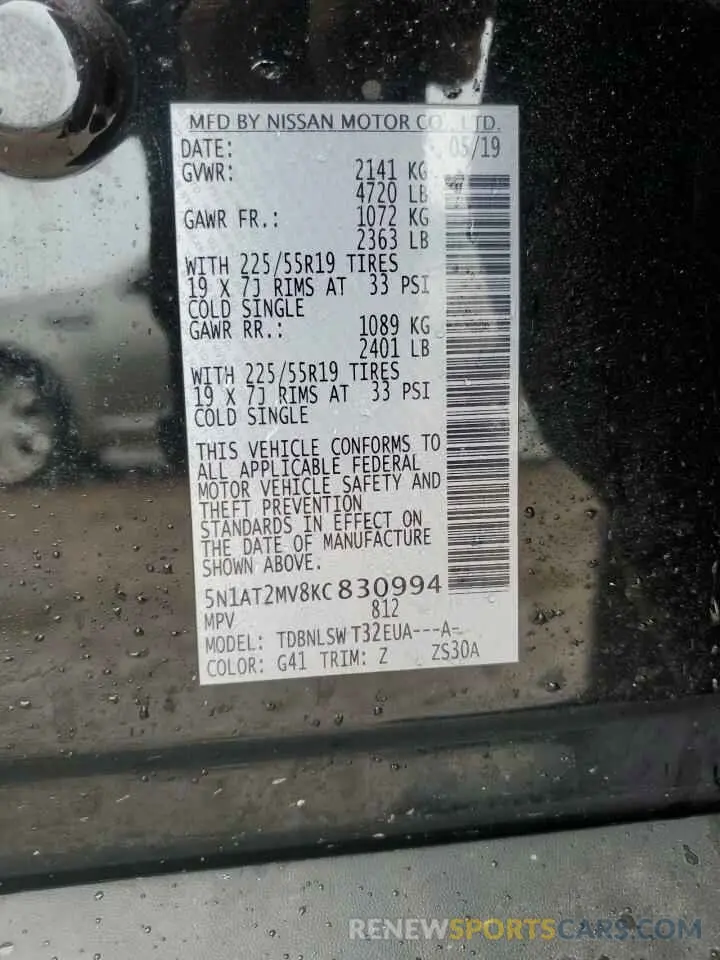 MFD BY NISSAN MOTOR CO., LTD.
DATE: 05/19
GVWR: 2141 KG
4720 LB
GAWR FR.: 1072 KG
2363 LB
WITH 225/55R19 TIRES
19 X 7J RIMS AT 33 PSI
COLD SINGLE
GAWR RR.: 1089 KG
2401 LB
WITH 225/55R19 TIRES
19 X 7J RIMS AT 33 PSI
COLD SINGLE
THIS VEHICLE CONFORMS TO
ALL APPLICABLE FEDERAL
MOTOR VEHICLE SAFETY AND
THEFT PREVENTION
STANDARDS IN EFFECT ON
THE DATE OF MANUFACTURE
SHOWN ABOVE.
5N1AT2MV8KC830994
MPV 812
MODEL: TDBNLSW T32EUA---A-
COLOR: G41 TRIM: Z ZS30A
RENEWSPORTSCARS.COM